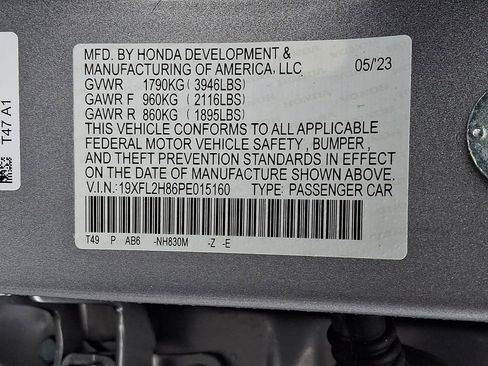 MFD. BY HONDA DEVELOPMENT &
MANUFACTURING OF AMERICA, LLC 05/'23
GVWR 1790KG (3946LBS)
GAWR F 960KG (2116LBS)
GAWR R 860KG (1895LBS)
THIS VEHICLE CONFORMS TO ALL APPLICABLE
FEDERAL MOTOR VEHICLE SAFETY, BUMPER,
AND THEFT PREVENTION STANDARDS IN EFFECT
ON THE DATE OF MANUFACTURE SHOWN ABOVE.
V.I.N.: 19XFL2H86PE015160 TYPE: PASSENGER CAR
T49 P AB6 -NH830M -Z -E
T47 A1